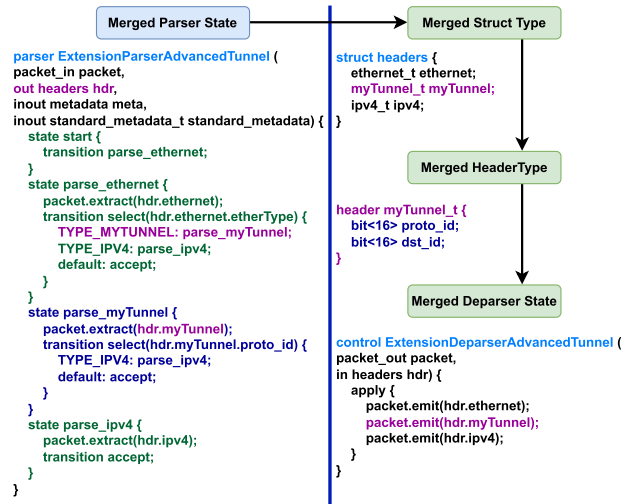 Merged Parser State
parser ExtensionParserAdvancedTunnel (
packet_in packet,
out headers hdr,
inout metadata meta,
inout standard_metadata_t standard_metadata) {
state start {
transition parse_ethernet;
}
state parse_ethernet {
packet.extract(hdr.ethernet);
transition select(hdr.ethernet.etherType) {
TYPE_MYTUNNEL: parse_myTunnel;
TYPE_IPV4: parse_ipv4;
default: accept;
}
}
state parse_myTunnel {
packet.extract(hdr.myTunnel);
transition select(hdr.myTunnel.proto_id) {
TYPE_IPV4: parse_ipv4;
default: accept;
}
}
state parse_ipv4 {
packet.extract(hdr.ipv4);
transition accept;
}
}
Merged Struct Type
struct headers {
ethernet_t ethernet;
myTunnel_t myTunnel;
ipv4_t ipv4;
}
Merged HeaderType
header myTunnel_t {
bit<16> proto_id;
bit<16> dst_id;
}
Merged Deparser State
control ExtensionDeparserAdvancedTunnel (
packet_out packet,
in headers hdr) {
apply {
packet.emit(hdr.ethernet);
packet.emit(hdr.myTunnel);
packet.emit(hdr.ipv4);
}
}